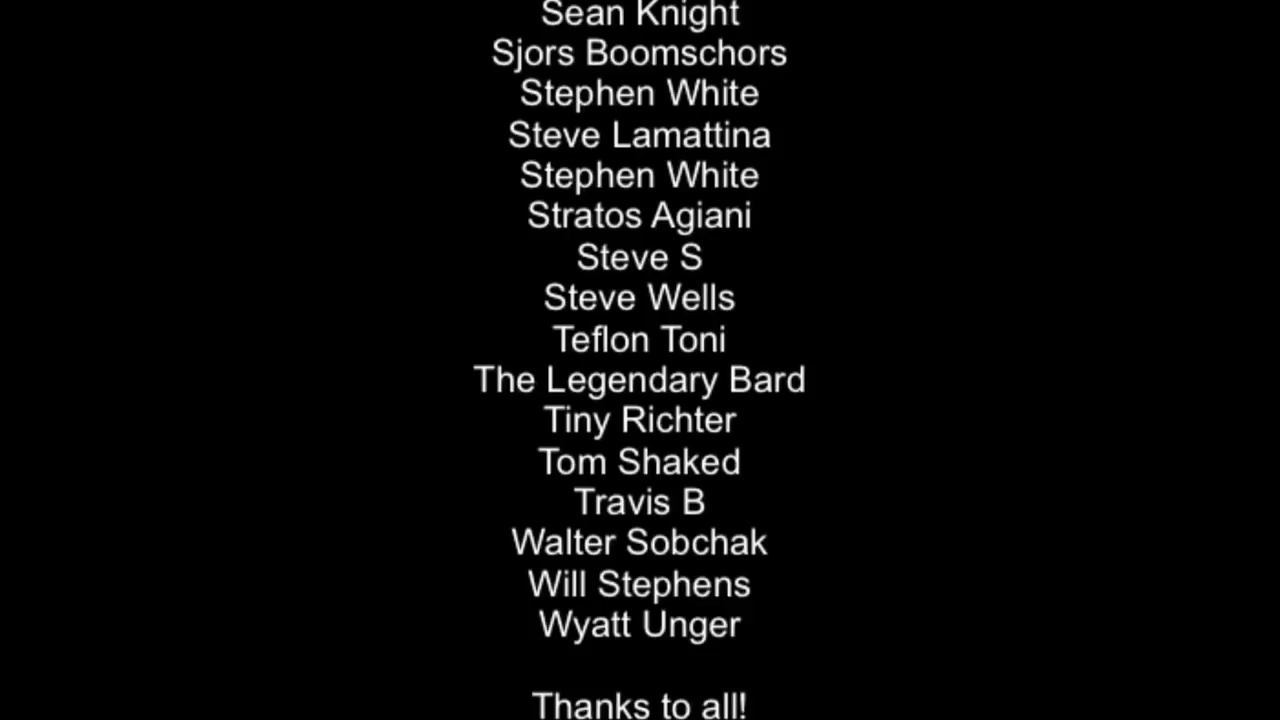 Sean Knight
Sjors Boomschors
Stephen White
Steve Lamattina
Stephen White
Stratos Agiani
Steve S
Steve Wells
Teflon Toni
The Legendary Bard
Tiny Richter
Tom Shaked
Travis B
Walter Sobchak
Will Stephens
Wyatt Unger
Thanks to all!